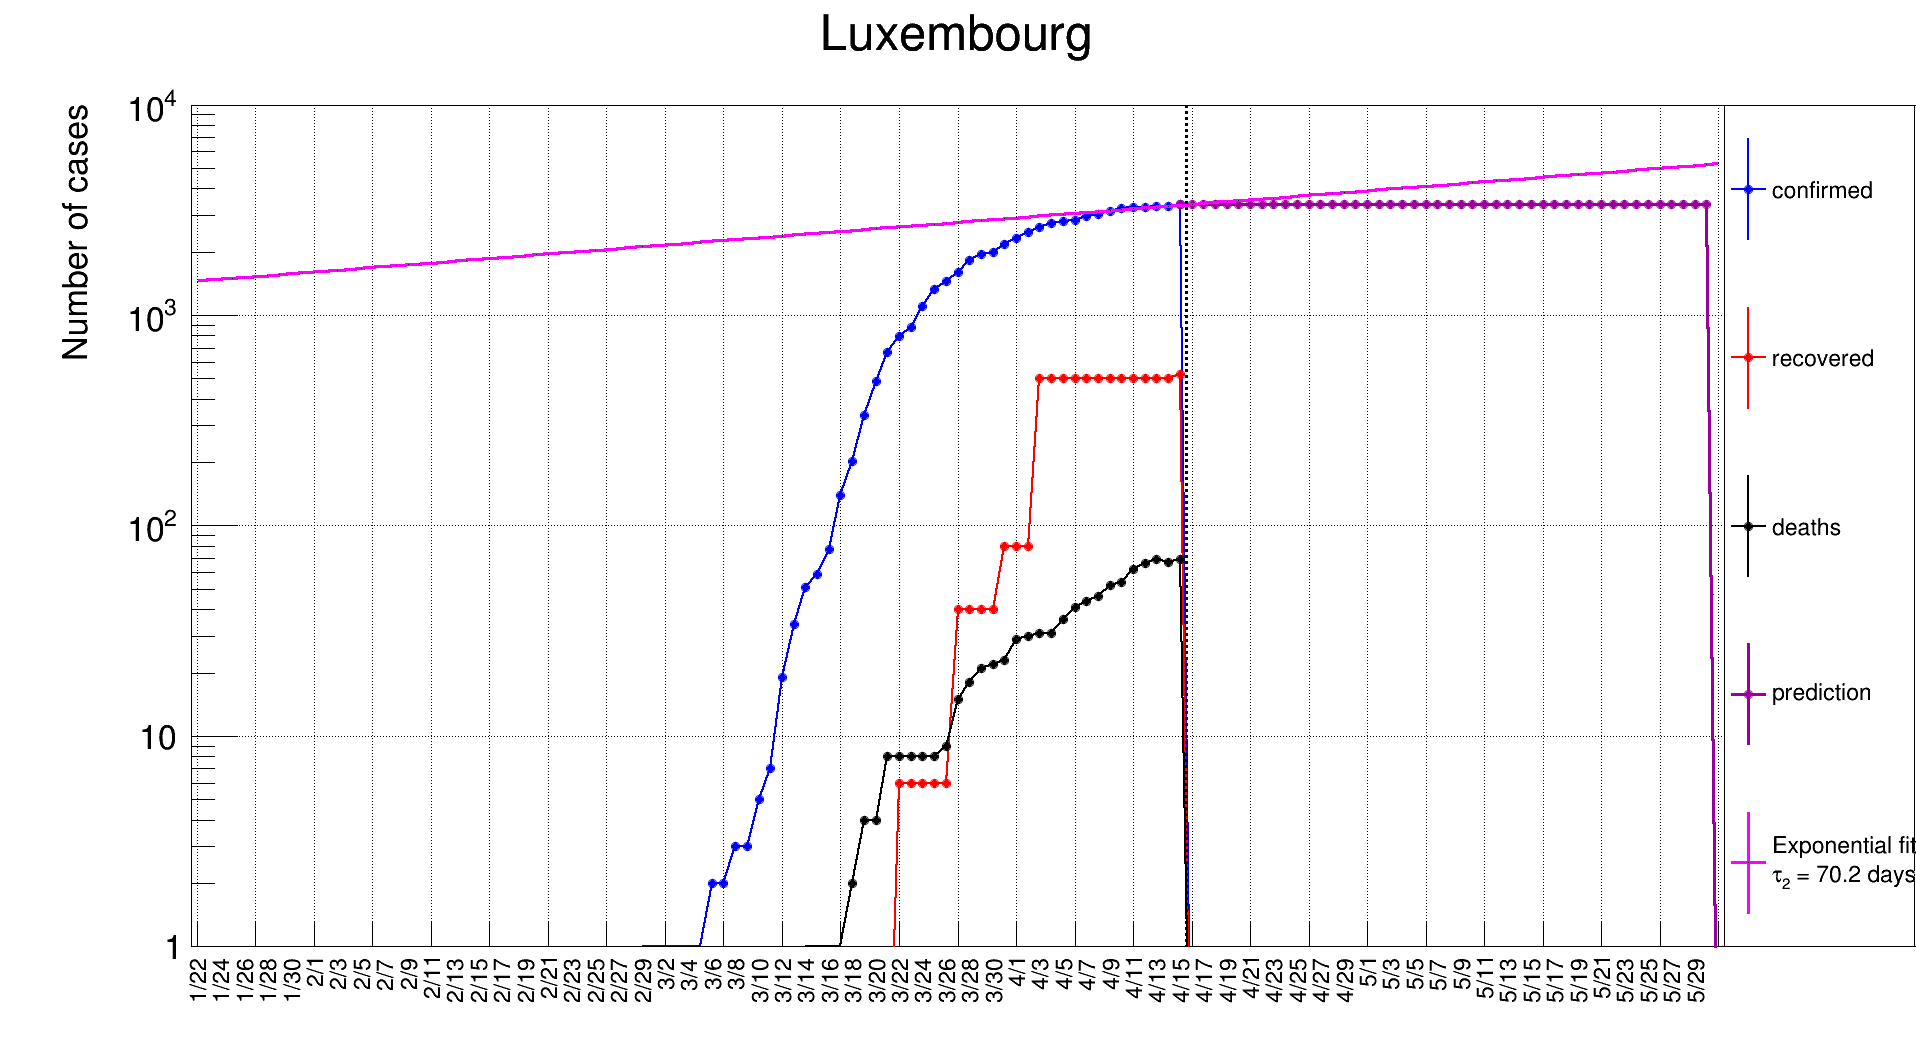 Luxembourg
Number of cases
10^4
10^3
10^2
10
1
1/22 1/24 1/26 1/28 1/30 2/1 2/3 2/5 2/7 2/9 2/11 2/13 2/15 2/17 2/19 2/21 2/23 2/25 2/27 2/29 3/2 3/4 3/6 3/8 3/10 3/12 3/14 3/16 3/18 3/20 3/22 3/24 3/26 3/28 3/30 4/1 4/3 4/5 4/7 4/9 4/11 4/13 4/15 4/17 4/19 4/21 4/23 4/25 4/27 4/29 5/1 5/3 5/5 5/7 5/9 5/11 5/13 5/15 5/17 5/19 5/21 5/23 5/25 5/27 5/29
confirmed
recovered
deaths
prediction
Exponential fit
τ_2 = 70.2 days